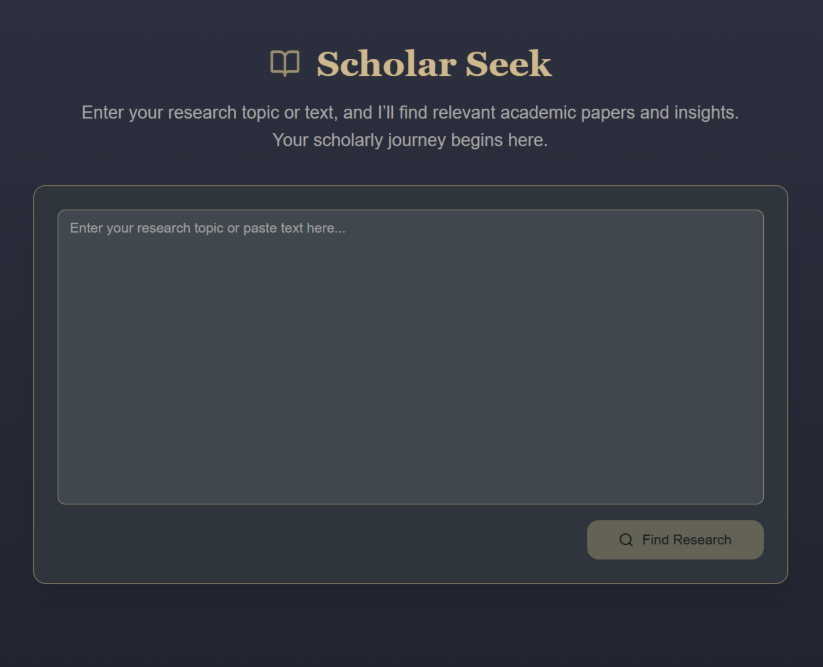 Scholar Seek
Enter your research topic or text, and I'll find relevant academic papers and insights.
Your scholarly journey begins here.
Enter your research topic or paste text here...
Find Research